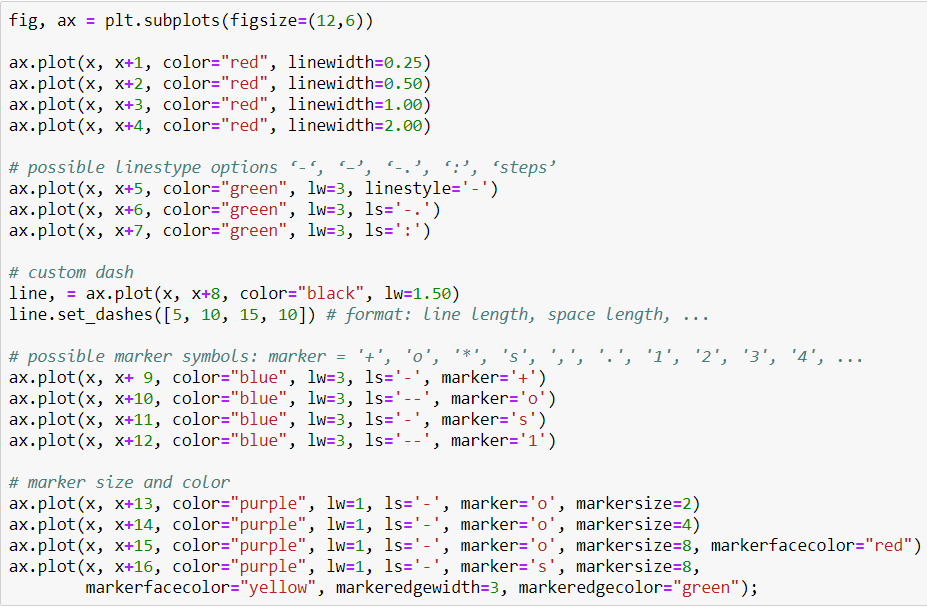 fig, ax = plt.subplots(figsize=(12,6))
ax.plot(x, x+1, color="red", linewidth=0.25)
ax.plot(x, x+2, color="red", linewidth=0.50)
ax.plot(x, x+3, color="red", linewidth=1.00)
ax.plot(x, x+4, color="red", linewidth=2.00)
# possible linestype options ‘-‘, ‘–’, ‘-.’, ‘:’, ‘steps’
ax.plot(x, x+5, color="green", lw=3, linestyle='-')
ax.plot(x, x+6, color="green", lw=3, ls='-.')
ax.plot(x, x+7, color="green", lw=3, ls=':')
# custom dash
line, = ax.plot(x, x+8, color="black", lw=1.50)
line.set_dashes([5, 10, 15, 10]) # format: line length, space length, ...
# possible marker symbols: marker = '+', 'o', '*', 's', ',', '.', '1', '2', '3', '4', ...
ax.plot(x, x+ 9, color="blue", lw=3, ls='-', marker='+')
ax.plot(x, x+10, color="blue", lw=3, ls='--', marker='o')
ax.plot(x, x+11, color="blue", lw=3, ls='-', marker='s')
ax.plot(x, x+12, color="blue", lw=3, ls='--', marker='1')
# marker size and color
ax.plot(x, x+13, color="purple", lw=1, ls='-', marker='o', markersize=2)
ax.plot(x, x+14, color="purple", lw=1, ls='-', marker='o', markersize=4)
ax.plot(x, x+15, color="purple", lw=1, ls='-', marker='o', markersize=8, markerfacecolor="red")
ax.plot(x, x+16, color="purple", lw=1, ls='-', marker='s', markersize=8,
        markerfacecolor="yellow", markeredgewidth=3, markeredgecolor="green");